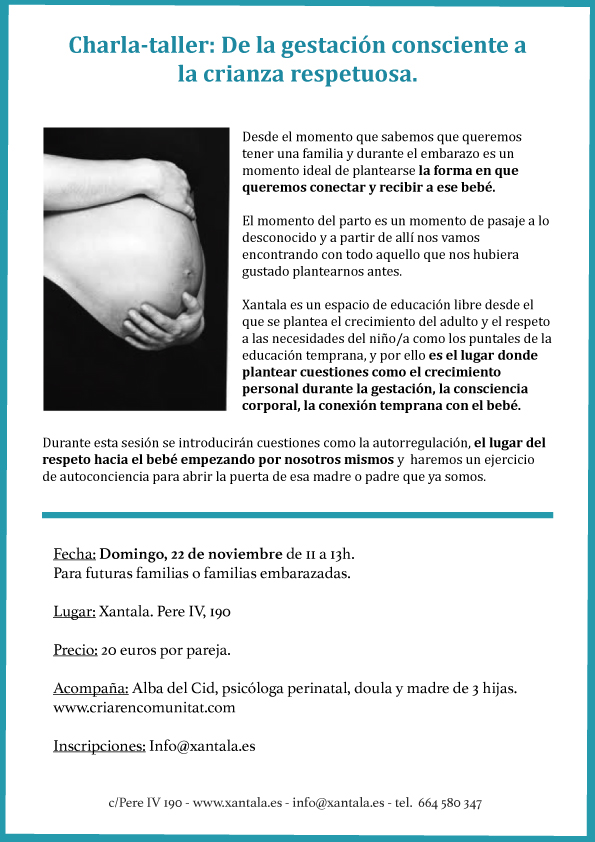 Charla-taller: De la gestación consciente a
la crianza respetuosa.
Desde el momento que sabemos que queremos
tener una familia y durante el embarazo es un
momento ideal de plantearse la forma en que
queremos conectar y recibir a ese bebé.
El momento del parto es un momento de pasaje a lo
desconocido y a partir de allí nos vamos
encontrando con todo aquello que nos hubiera
gustado plantearnos antes.
Xantala es un espacio de educación libre desde el
que se plantea el crecimiento del adulto y el respeto
a las necesidades del niño/a como los puntales de la
educación temprana, y por ello es el lugar donde
plantear cuestiones como el crecimiento
personal durante la gestación, la consciencia
corporal, la conexión temprana con el bebé.
Durante esta sesión se introducirán cuestiones como la autorregulación, el lugar del
respeto hacia el bebé empezando por nosotros mismos y haremos un ejercicio
de autoconciencia para abrir la puerta de esa madre o padre que ya somos.
Fecha: Domingo, 22 de noviembre de 11 a 13h.
Para futuras familias o familias embarazadas.
Lugar: Xantala. Pere IV, 190
Precio: 20 euros por pareja.
Acompaña: Alba del Cid, psicóloga perinatal, doula y madre de 3 hijas.
www.criarencomunitat.com
Inscripciones: Info@xantala.es
c/Pere IV 190 - www.xantala.es - info@xantala.es - tel. 664 580 347